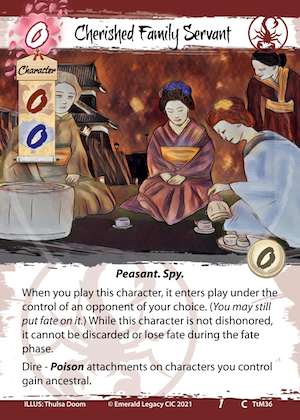 0
Cherished Family Servant
Character
0
0
0
Peasant. Spy.
When you play this character, it enters play under the
control of an opponent of your choice. (You may still
put fate on it.) While this character is not dishonored,
it cannot be discarded or lose fate during the fate
phase.
Dire - Poison attachments on characters you control
gain ancestral.
ILLUS: Thulsa Doom
© Emerald Legacy CIC 2021
7
C
TtM36